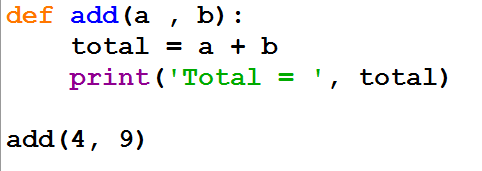 def add(a , b):
    total = a + b
    print('Total = ', total)
add(4, 9)